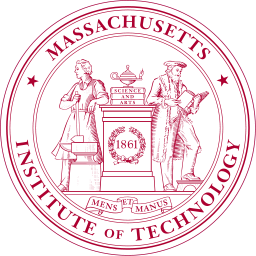 MASSACHUSETTS
SCIENCE
AND
ARTS
1861
MENS ET MANUS
INSTITUTE OF TECHNOLOGY